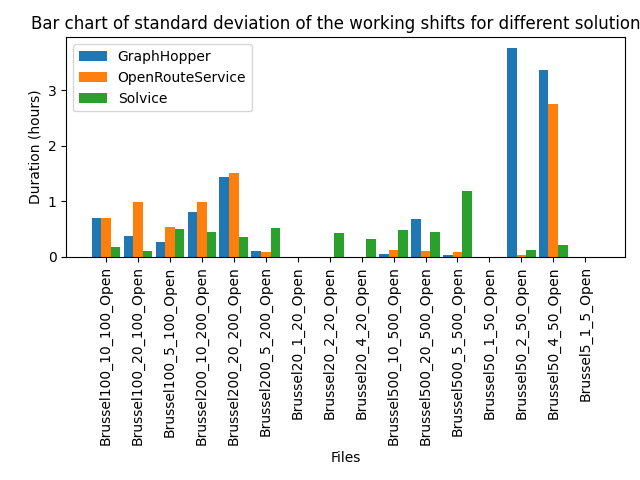 Bar chart of standard deviation of the working shifts for different solution
GraphHopper
OpenRouteService
Solvice
Duration (hours)
3
2
1
0
Brussel100_10_100_Open
Brussel100_20_100_Open
Brussel100_5_100_Open
Brussel200_10_200_Open
Brussel200_20_200_Open
Brussel200_5_200_Open
Brussel20_1_20_Open
Brussel20_2_20_Open
Brussel20_4_20_Open
Brussel500_10_500_Open
Brussel500_20_500_Open
Brussel500_5_500_Open
Brussel50_1_50_Open
Brussel50_2_50_Open
Brussel50_4_50_Open
Brussel5_1_5_Open
Files